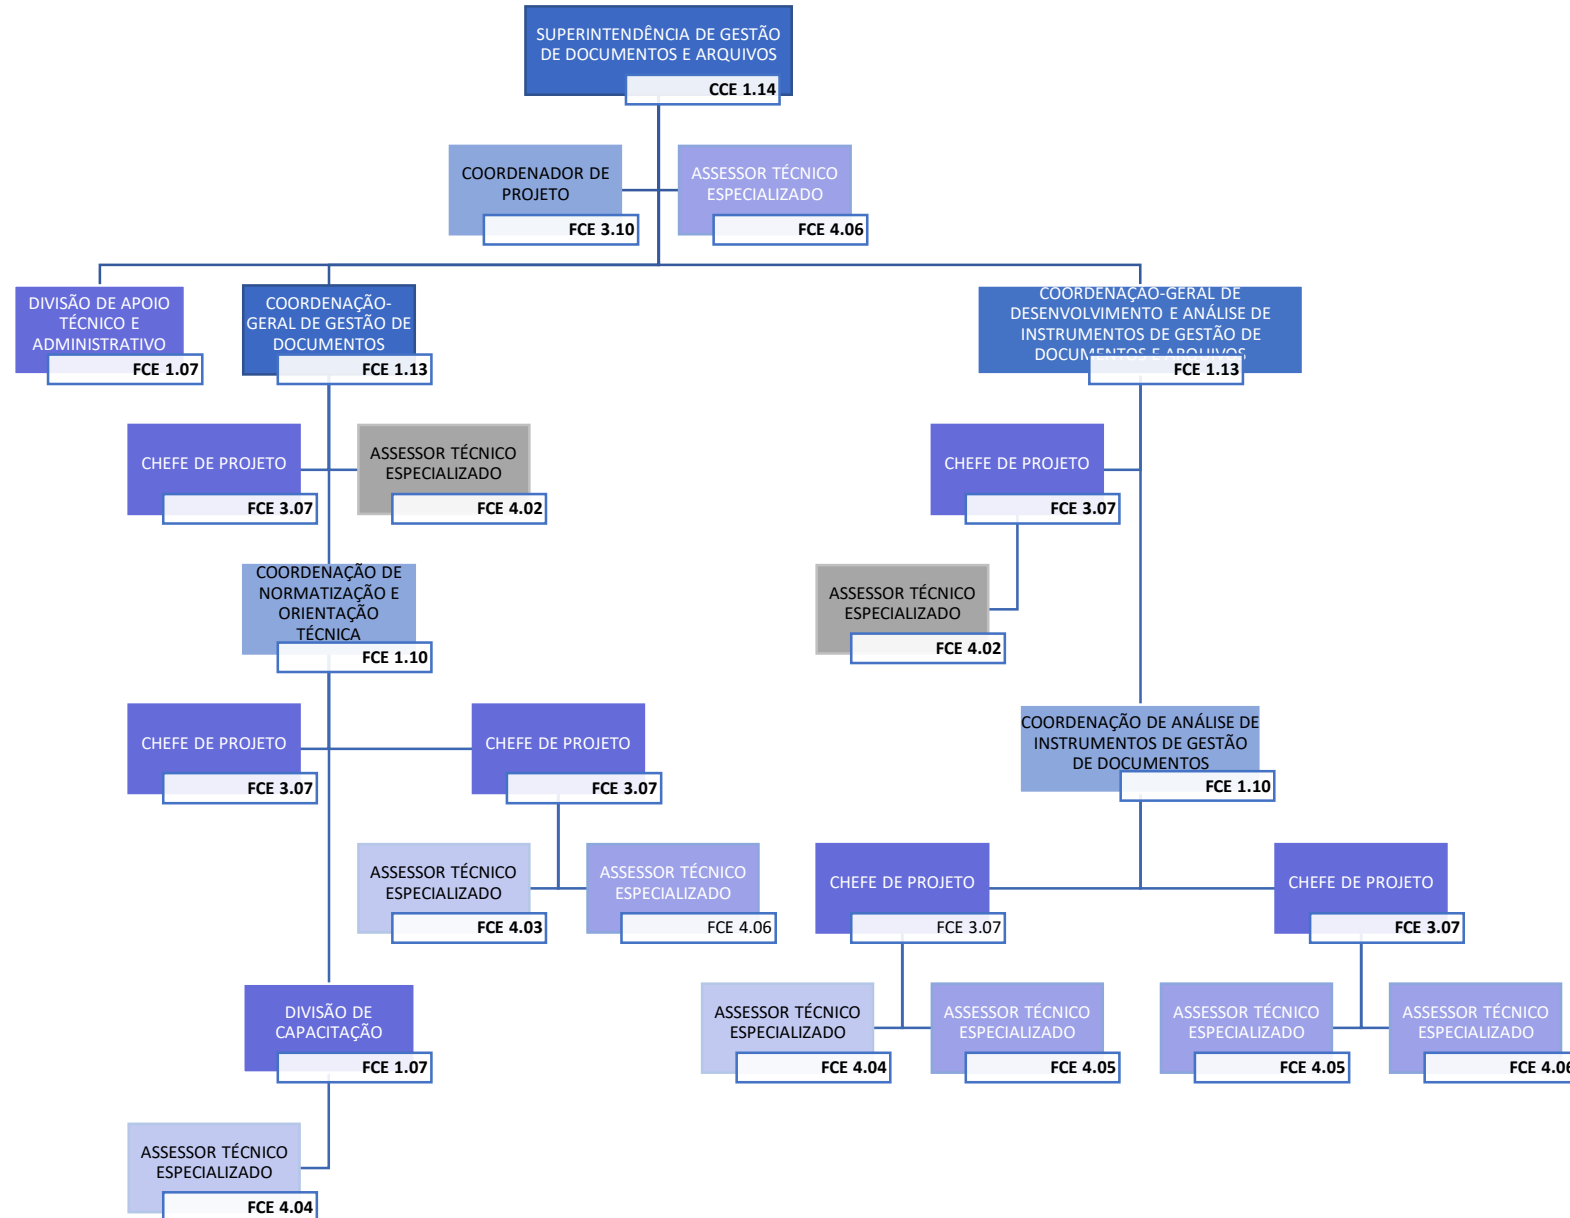 SUPERINTENDÊNCIA DE GESTÃO
DE DOCUMENTOS E ARQUIVOS
CCE 1.14
COORDENADOR DE
PROJETO
FCE 3.10
ASSESSOR TÉCNICO
ESPECIALIZADO
FCE 4.06
DIVISÃO DE APOIO
TÉCNICO E
ADMINISTRATIVO
FCE 1.07
COORDENAÇÃO-
GERAL DE GESTÃO DE
DOCUMENTOS
FCE 1.13
COORDENAÇÃO-GERAL DE
DESENVOLVIMENTO E ANÁLISE DE
INSTRUMENTOS DE GESTÃO DE
DOCUMENTOS E ARQUIVOS
FCE 1.13
CHEFE DE PROJETO
FCE 3.07
ASSESSOR TÉCNICO
ESPECIALIZADO
FCE 4.02
CHEFE DE PROJETO
FCE 3.07
ASSESSOR TÉCNICO
ESPECIALIZADO
FCE 4.02
COORDENAÇÃO DE
NORMATIZAÇÃO E
ORIENTAÇÃO
TÉCNICA
FCE 1.10
CHEFE DE PROJETO
FCE 3.07
CHEFE DE PROJETO
FCE 3.07
COORDENAÇÃO DE ANÁLISE DE
INSTRUMENTOS DE GESTÃO
DE DOCUMENTOS
FCE 1.10
ASSESSOR TÉCNICO
ESPECIALIZADO
FCE 4.03
ASSESSOR TÉCNICO
ESPECIALIZADO
FCE 4.06
CHEFE DE PROJETO
FCE 3.07
CHEFE DE PROJETO
FCE 3.07
DIVISÃO DE
CAPACITAÇÃO
FCE 1.07
ASSESSOR TÉCNICO
ESPECIALIZADO
FCE 4.04
ASSESSOR TÉCNICO
ESPECIALIZADO
FCE 4.05
ASSESSOR TÉCNICO
ESPECIALIZADO
FCE 4.05
ASSESSOR TÉCNICO
ESPECIALIZADO
FCE 4.06
ASSESSOR TÉCNICO
ESPECIALIZADO
FCE 4.04